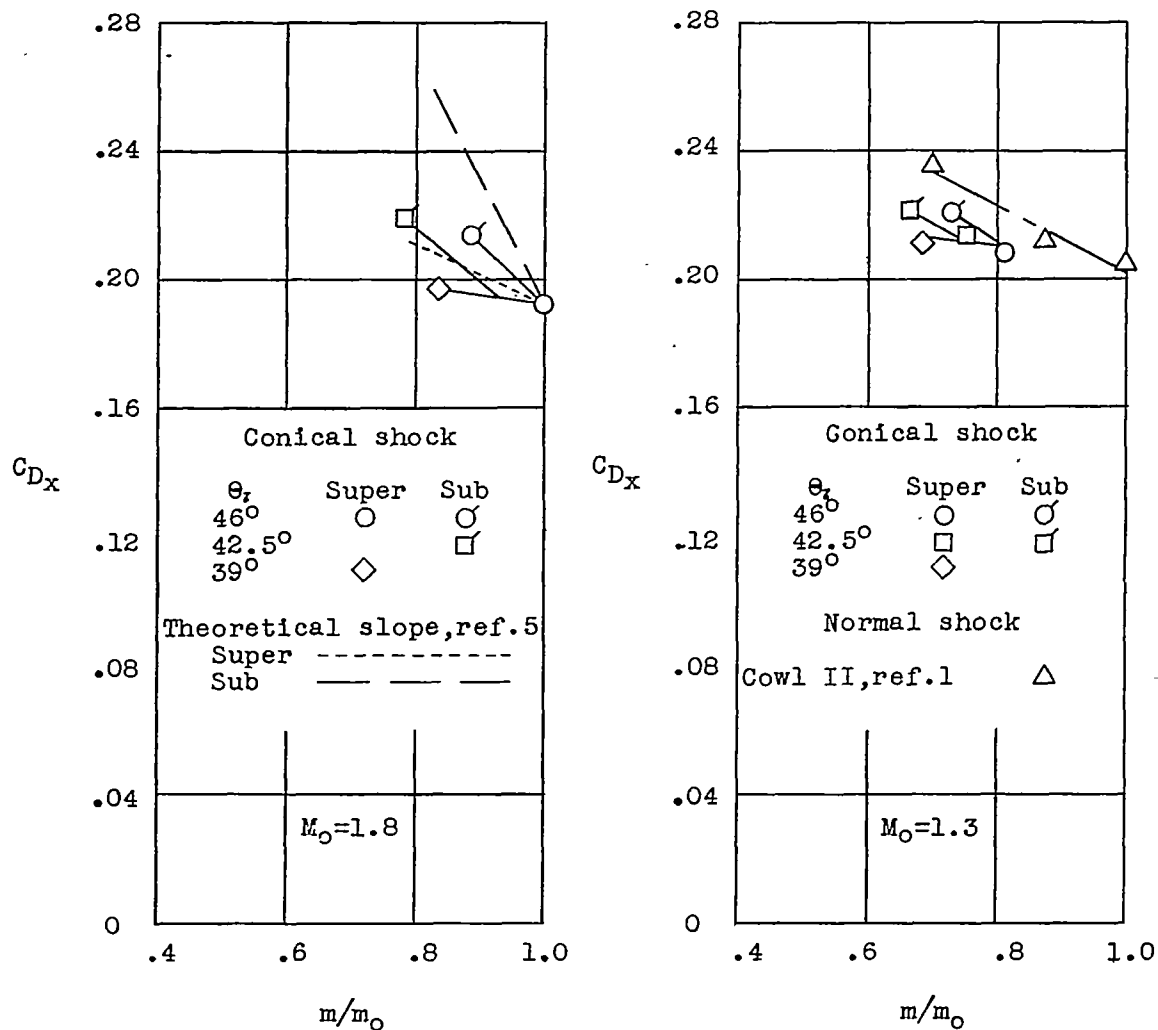 .28
.24
.20
.16
C_Dx
.12
.08
.04
0
Conical shock
θ_l Super Sub
46°
42.5°
39°
Theoretical slope,ref.5
Super
Sub
M_o=1.8
.4 .6 .8 1.0
m/m_o
.28
.24
.20
.16
C_Dx
.12
.08
.04
0
Gonical shock
θ_l Super Sub
46°
42.5°
39°
Normal shock
Cowl II,ref.1
M_o=1.3
.4 .6 .8 1.0
m/m_o